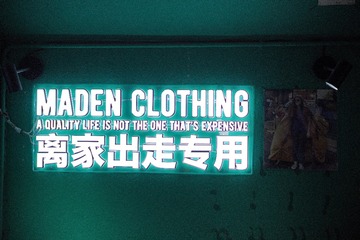 MADEN CLOTHING
A QUALITY LIFE IS NOT THE ONE THAT'S EXPENSIVE
离家出走专用